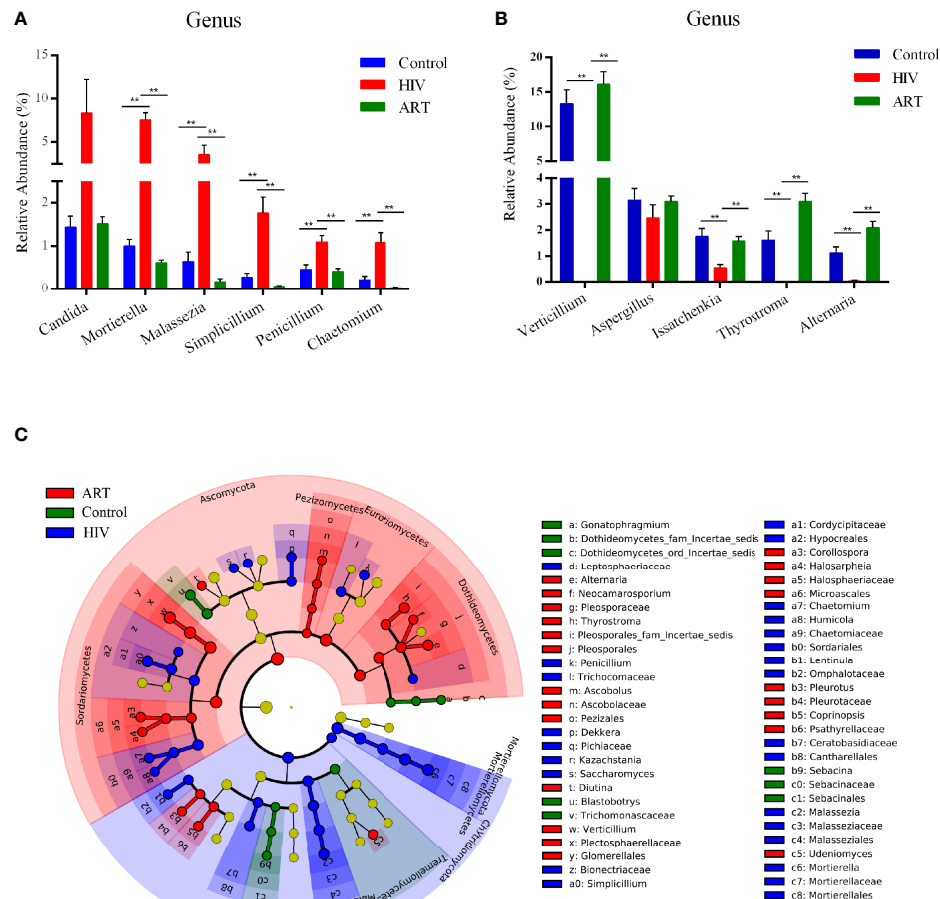 A
Genus
Relative Abundance (%)
15
10
5
2
1
0
Control
HIV
ART
**
**
**
**
**
**
**
**
**
**
Candida
Mortierella
Malassezia
Simplicillium
Penicillium
Chaetomium
B
Genus
Relative Abundance (%)
20
15
10
5
4
3
2
1
0
Control
HIV
ART
**
**
**
**
**
**
**
**
Verticillium
Aspergillus
Issatchenkia
Thyrostroma
Alternaria
C
ART
Control
HIV
Ascomycota
Pezizomycetes
Eurotiomycetes
Dothideomycetes
Sordariomycetes
Mortierellomycota
Mortierellomycetes
Chytridiomycota
a: Gonatophragmium
b: Dothideomycetes_fam_Incertae_sedis
c: Dothideomycetes_ord_Incertae_sedis
d: Leptosphaeriaceae
e: Alternaria
f: Neocamarosporium
g: Pleosporaceae
h: Thyrostroma
i: Pleosporales_fam_Incertae_sedis
j: Pleosporales
k: Penicillium
l: Trichocomaceae
m: Ascobolus
n: Ascobolaceae
o: Pezizales
p: Dekkera
q: Pichiaceae
r: Kazachstania
s: Saccharomyces
t: Diutina
u: Blastobotrys
v: Trichomonascaceae
w: Verticillium
x: Plectosphaerellaceae
y: Glomerellales
z: Bionectriaceae
a0: Simplicillium
a1: Cordycipitaceae
a2: Hypocreales
a3: Corollospora
a4: Halosarpheia
a5: Halosphaeriaceae
a6: Microascales
a7: Chaetomium
a8: Humicola
a9: Chaetomiaceae
b0: Sordariales
b1: Lentinula
b2: Omphalotaceae
b3: Pleurotus
b4: Pleurotaceae
b5: Coprinopsis
b6: Psathyrellaceae
b7: Ceratobasidiaceae
b8: Cantharellales
b9: Sebacina
c0: Sebacinaceae
c1: Sebacinales
c2: Malassezia
c3: Malasseziaceae
c4: Malasseziales
c5: Udeniomyces
c6: Mortierella
c7: Mortierellaceae
c8: Mortierellales